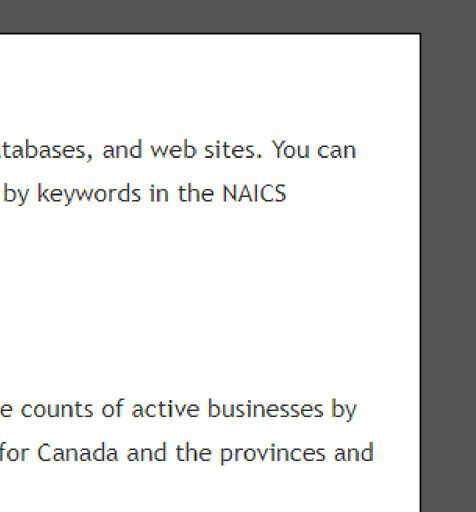 tabases, and web sites. You can
by keywords in the NAICS
e counts of active businesses by
for Canada and the provinces and